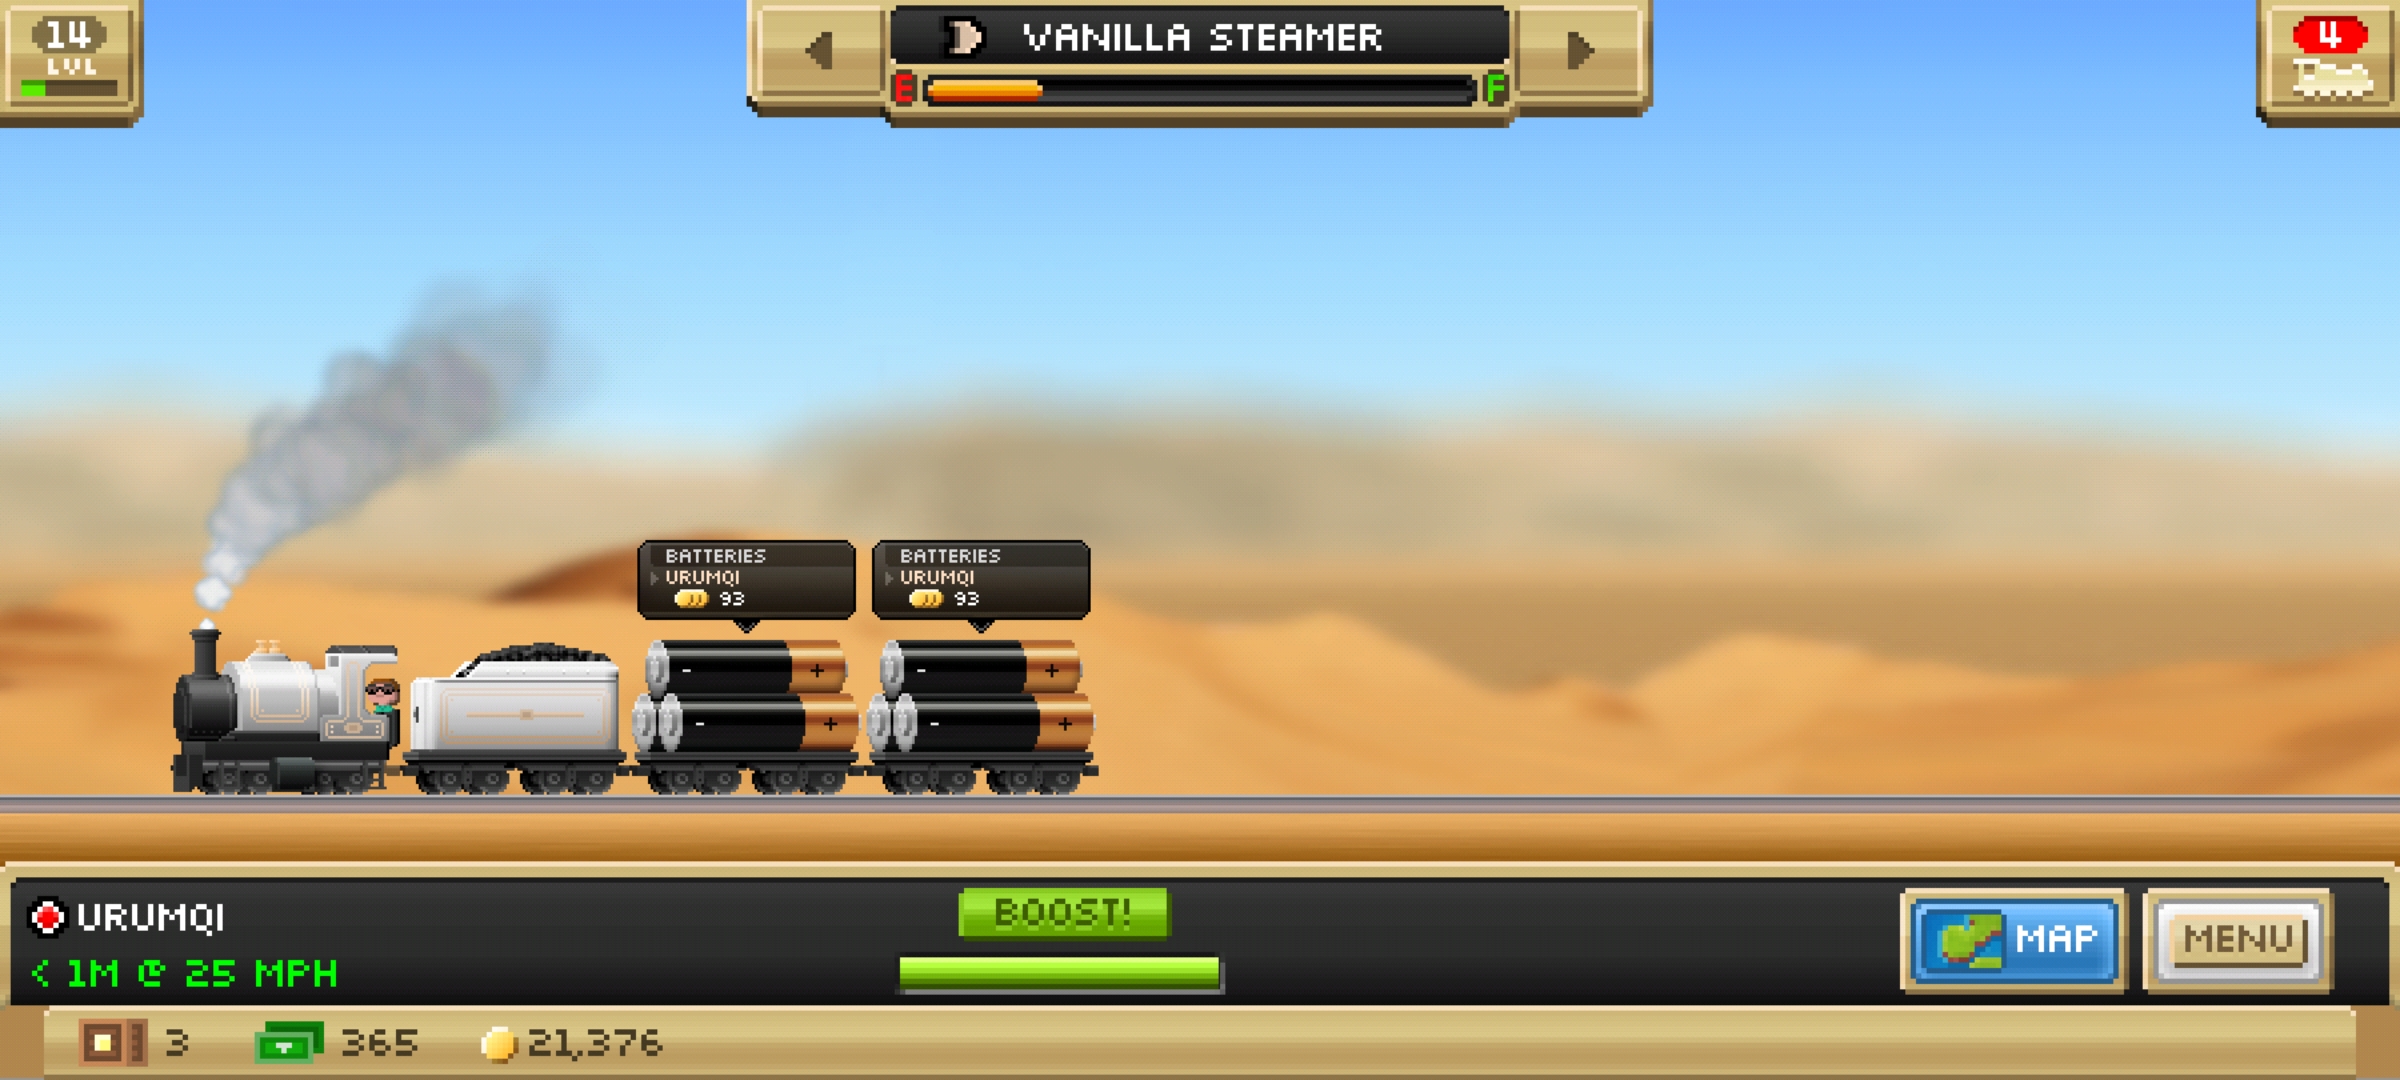 14
LVL
VANILLA STEAMER
E F
4
BATTERIES
URUMQI
93
BATTERIES
URUMQI
93
- +
- +
- +
- +
URUMQI
< 1M @ 25 MPH
BOOST!
MAP
MENU
3
365
21,376